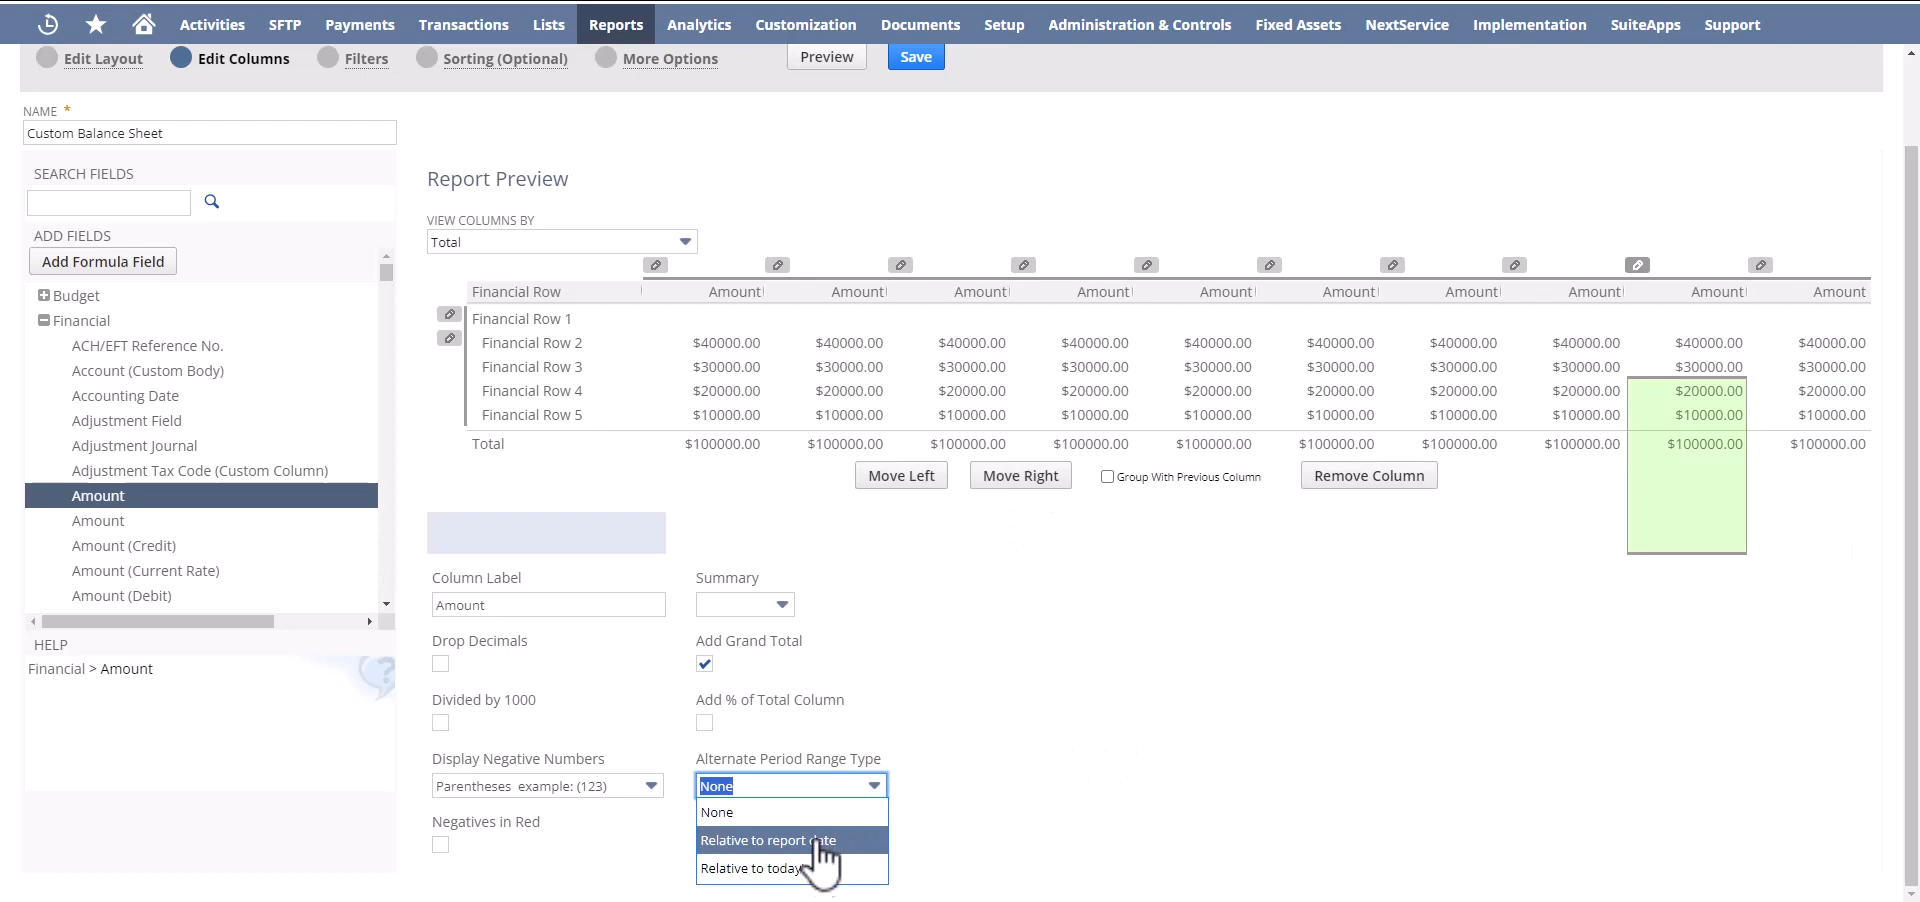 Activities SFTP Payments Transactions Lists Reports Analytics Customization Documents Setup Administration & Controls Fixed Assets NextService Implementation SuiteApps Support
Edit Layout Edit Columns Filters Sorting (Optional) More Options Preview Save
NAME *
Custom Balance Sheet
SEARCH FIELDS
ADD FIELDS
Add Formula Field
Budget
Financial
ACH/EFT Reference No.
Account (Custom Body)
Accounting Date
Adjustment Field
Adjustment Journal
Adjustment Tax Code (Custom Column)
Amount
Amount
Amount (Credit)
Amount (Current Rate)
Amount (Debit)
HELP
Financial > Amount
Report Preview
VIEW COLUMNS BY
Total
Financial Row Amount Amount Amount Amount Amount Amount Amount Amount Amount Amount
Financial Row 1
Financial Row 2 $40000.00 $40000.00 $40000.00 $40000.00 $40000.00 $40000.00 $40000.00 $40000.00 $40000.00 $40000.00
Financial Row 3 $30000.00 $30000.00 $30000.00 $30000.00 $30000.00 $30000.00 $30000.00 $30000.00 $30000.00 $30000.00
Financial Row 4 $20000.00 $20000.00 $20000.00 $20000.00 $20000.00 $20000.00 $20000.00 $20000.00 $20000.00 $20000.00
Financial Row 5 $10000.00 $10000.00 $10000.00 $10000.00 $10000.00 $10000.00 $10000.00 $10000.00 $10000.00 $10000.00
Total $100000.00 $100000.00 $100000.00 $100000.00 $100000.00 $100000.00 $100000.00 $100000.00 $100000.00 $100000.00
Move Left Move Right Group With Previous Column Remove Column
Column Label Summary
Amount
Drop Decimals Add Grand Total
Divided by 1000 Add % of Total Column
Display Negative Numbers Alternate Period Range Type
Parentheses example: (123) None
None
Negatives in Red
Relative to report date
Relative to today